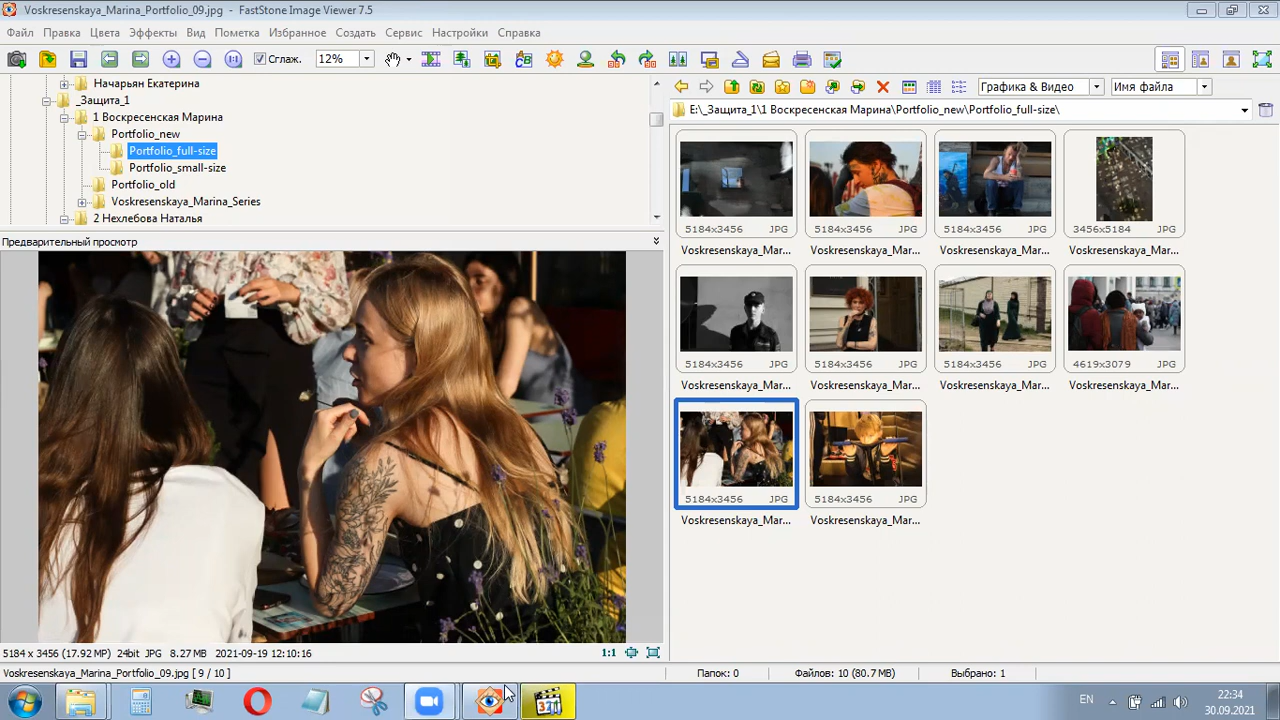 Voskresenskaya_Marina_Portfolio_09.jpg - FastStone Image Viewer 7.5
Файл Правка Цвета Эффекты Вид Пометка Избранное Создать Сервис Настройки Справка
Сглаж. 12%
Начарьян Екатерина
_Защита_1
1 Воскресенская Марина
Portfolio_new
Portfolio_full-size
Portfolio_small-size
Portfolio_old
Voskresenskaya_Marina_Series
2 Нехлебова Наталья
Предварительный просмотр
5184 x 3456 (17.92 MP) 24bit JPG 8.27 MB 2021-09-19 12:10:16 1:1
Voskresenskaya_Marina_Portfolio_09.jpg [ 9 / 10 ]
Графика & Видео Имя файла
E:\_Защита_1\1 Воскресенская Марина\Portfolio_new\Portfolio_full-size\
5184x3456 JPG 5184x3456 JPG 5184x3456 JPG 3456x5184 JPG
Voskresenskaya_Mar... Voskresenskaya_Mar... Voskresenskaya_Mar... Voskresenskaya_Mar...
5184x3456 JPG 5184x3456 JPG 5184x3456 JPG 4619x3079 JPG
Voskresenskaya_Mar... Voskresenskaya_Mar... Voskresenskaya_Mar... Voskresenskaya_Mar...
5184x3456 JPG 5184x3456 JPG
Voskresenskaya_Mar... Voskresenskaya_Mar...
Папок: 0 Файлов: 10 (80.7 MB) Выбрано: 1
EN 22:34
30.09.2021